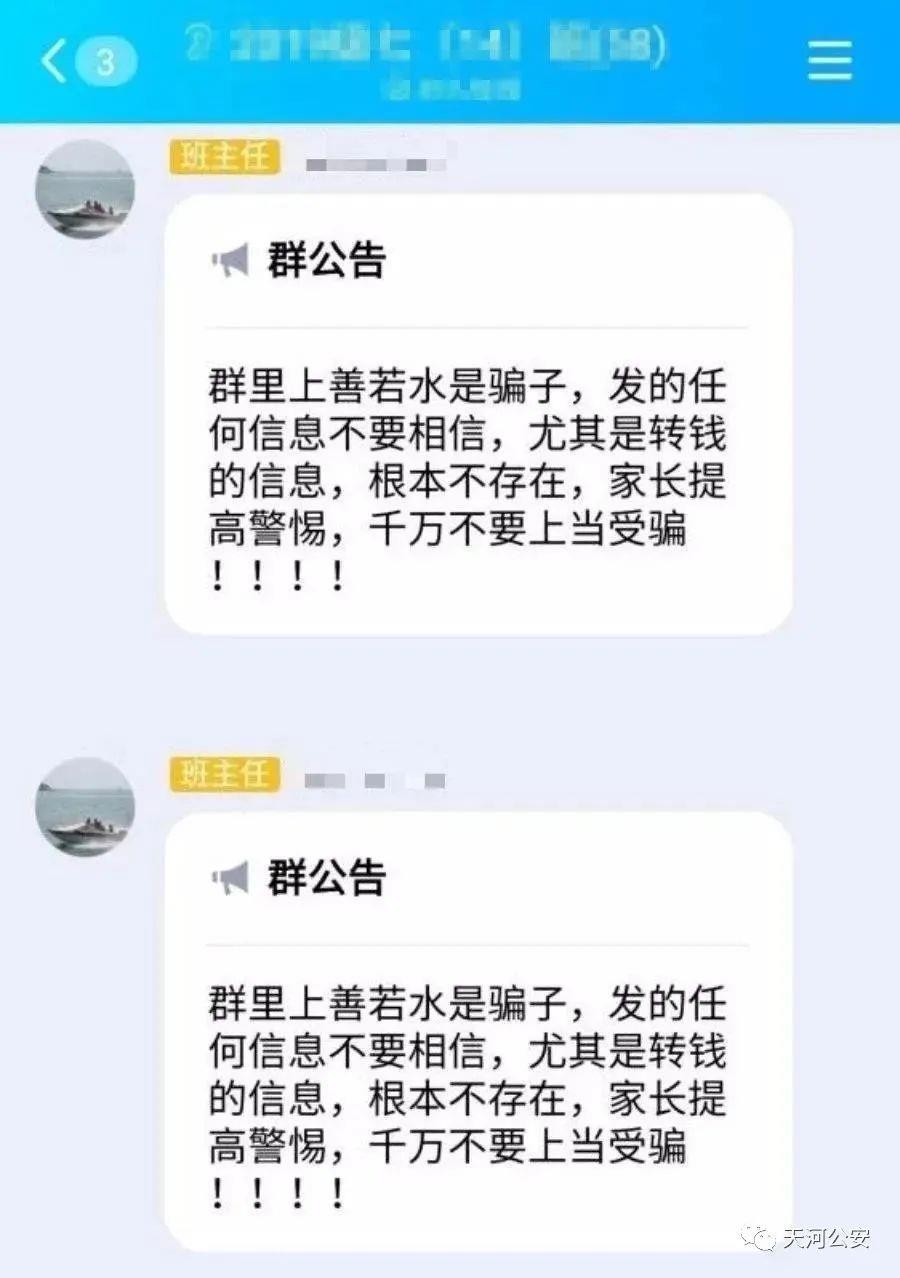 3
班主任
群公告
群里上善若水是骗子，发的任
何信息不要相信，尤其是转钱
的信息，根本不存在，家长提
高警惕，千万不要上当受骗
！！！！
班主任
群公告
群里上善若水是骗子，发的任
何信息不要相信，尤其是转钱
的信息，根本不存在，家长提
高警惕，千万不要上当受骗
！！！！
天河公安